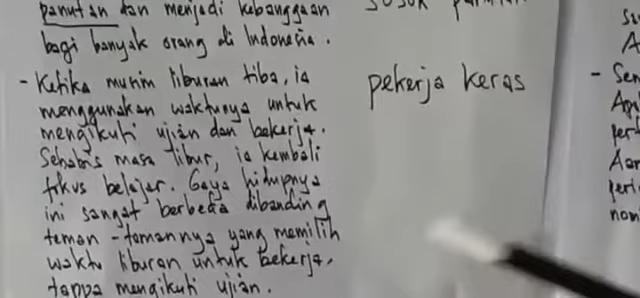 panutan dan menjadi kebanggaan
bagi banyak orang di Indonesia.
- Ketika musim liburan tiba, ia
menggunakan waktunya untuk
mengikuti ujian dan bekerja.
Sehabis masa libur, ia kembali
fokus belajar. Gaya hidupnya
ini sangat berbeda dibanding
teman-temannya yang memilih
waktu liburan untuk bekerja,
tanpa mengikuti ujian.
sosok
pekerja keras
A
- Sen